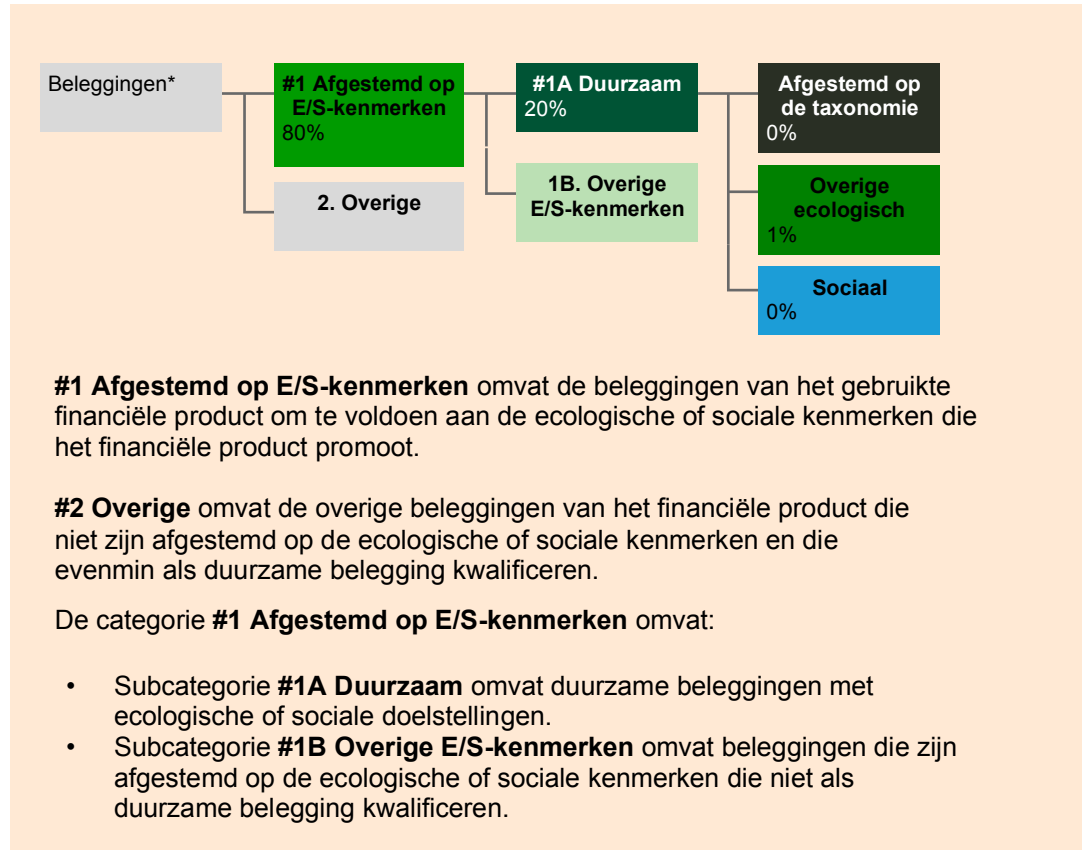 Beleggingen*
#1 Afgestemd op
E/S-kenmerken
80%
2. Overige
#1A Duurzaam
20%
1B. Overige
E/S-kenmerken
Afgestemd op
de taxonomie
0%
Overige
ecologisch
1%
Sociaal
0%
#1 Afgestemd op E/S-kenmerken omvat de beleggingen van het gebruikte
financiële product om te voldoen aan de ecologische of sociale kenmerken die
het financiële product promoot.
#2 Overige omvat de overige beleggingen van het financiële product die
niet zijn afgestemd op de ecologische of sociale kenmerken en die
evenmin als duurzame belegging kwalificeren.
De categorie #1 Afgestemd op E/S-kenmerken omvat:
• Subcategorie #1A Duurzaam omvat duurzame beleggingen met
ecologische of sociale doelstellingen.
• Subcategorie #1B Overige E/S-kenmerken omvat beleggingen die zijn
afgestemd op de ecologische of sociale kenmerken die niet als
duurzame belegging kwalificeren.